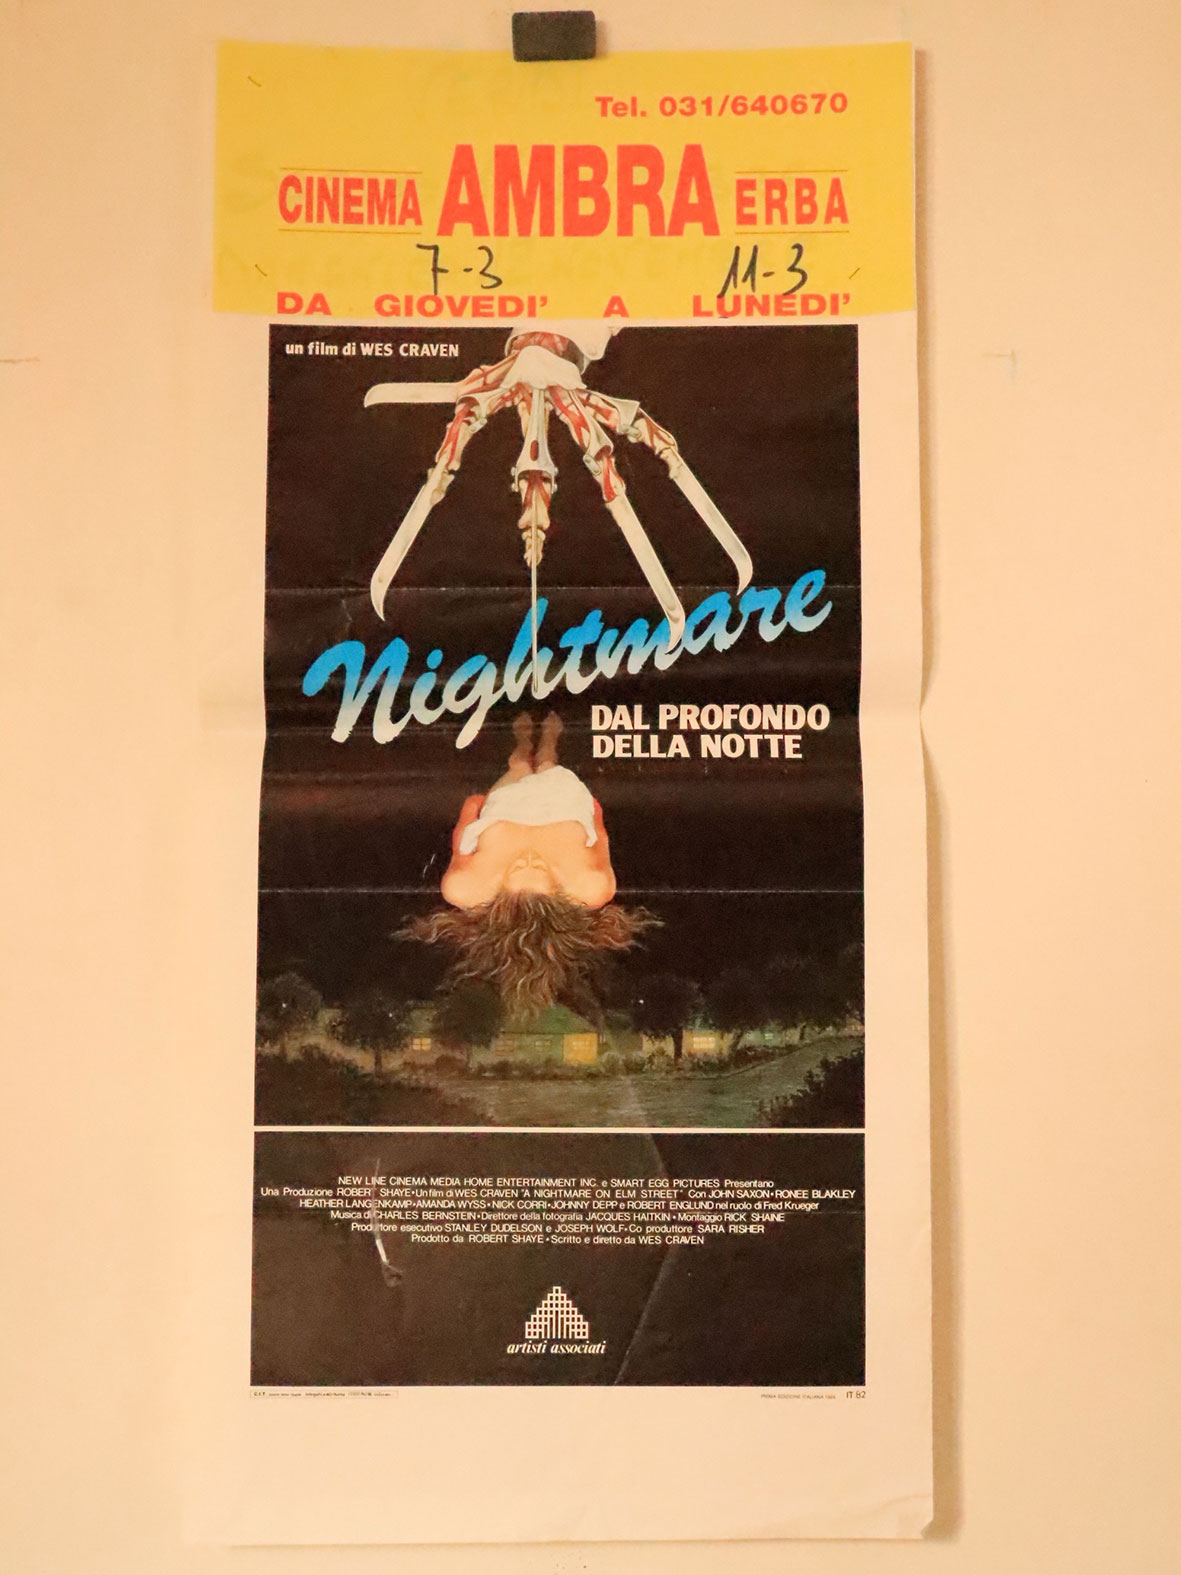 Tel. 031/640670
CINEMA AMBRA ERBA
7-3 11-3
DA GIOVEDI' A LUNEDI'
un film di WES CRAVEN
Nightmare
DAL PROFONDO
DELLA NOTTE
NEW LINE CINEMA MEDIA HOME ENTERTAINMENT INC. e SMART EGG PICTURES Presentano
Una Produzione ROBERT SHAYE•Un film di WES CRAVEN "A NIGHTMARE ON ELM STREET" Con JOHN SAXON•RONEE BLAKLEY
HEATHER LANGENKAMP•AMANDA WYSS•NICK CORRI•JOHNNY DEPP e ROBERT ENGLUND nel ruolo di Fred Krueger
Musica di CHARLES BERNSTEIN•Direttore della fotografia JACQUES HAITKIN•Montaggio RICK SHAINE
Produttore esecutivo STANLEY DUDELSON e JOSEPH WOLF•Co produttore SARA RISHER
Prodotto da ROBERT SHAYE•Scritto e diretto da WES CRAVEN
artisti associati
PRIMA EDIZIONE ITALIANA IT 82